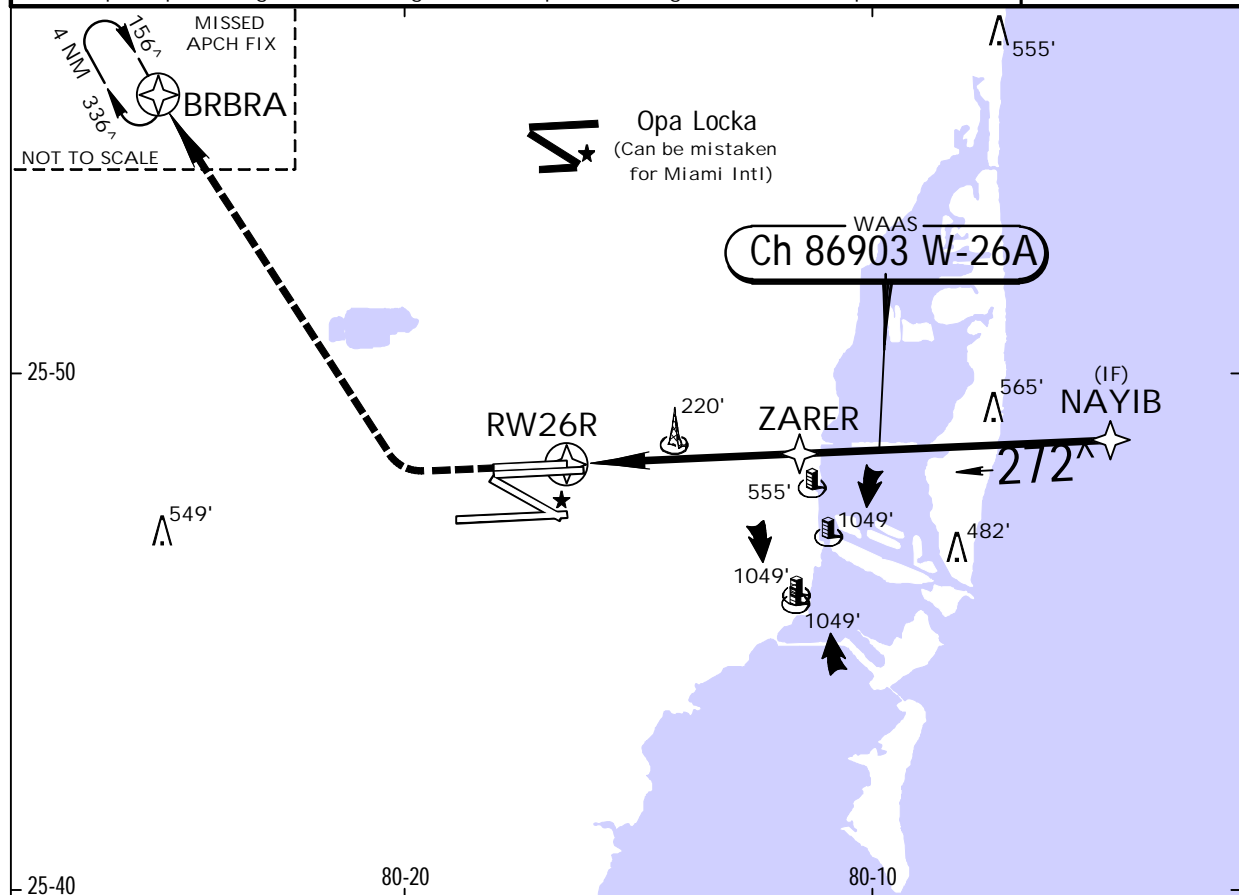 MISSED
APCH FIX
156^
4 NM
336^
BRBRA
NOT TO SCALE
Opa Locka
(Can be mistaken
for Miami Intl)
555'
WAAS
Ch 86903 W-26A
25-50
565'
(IF)
NAYIB
220'
ZARER
RW26R
272^
555'
1049'
549'
482'
1049'
1049'
80-20
80-10
25-40